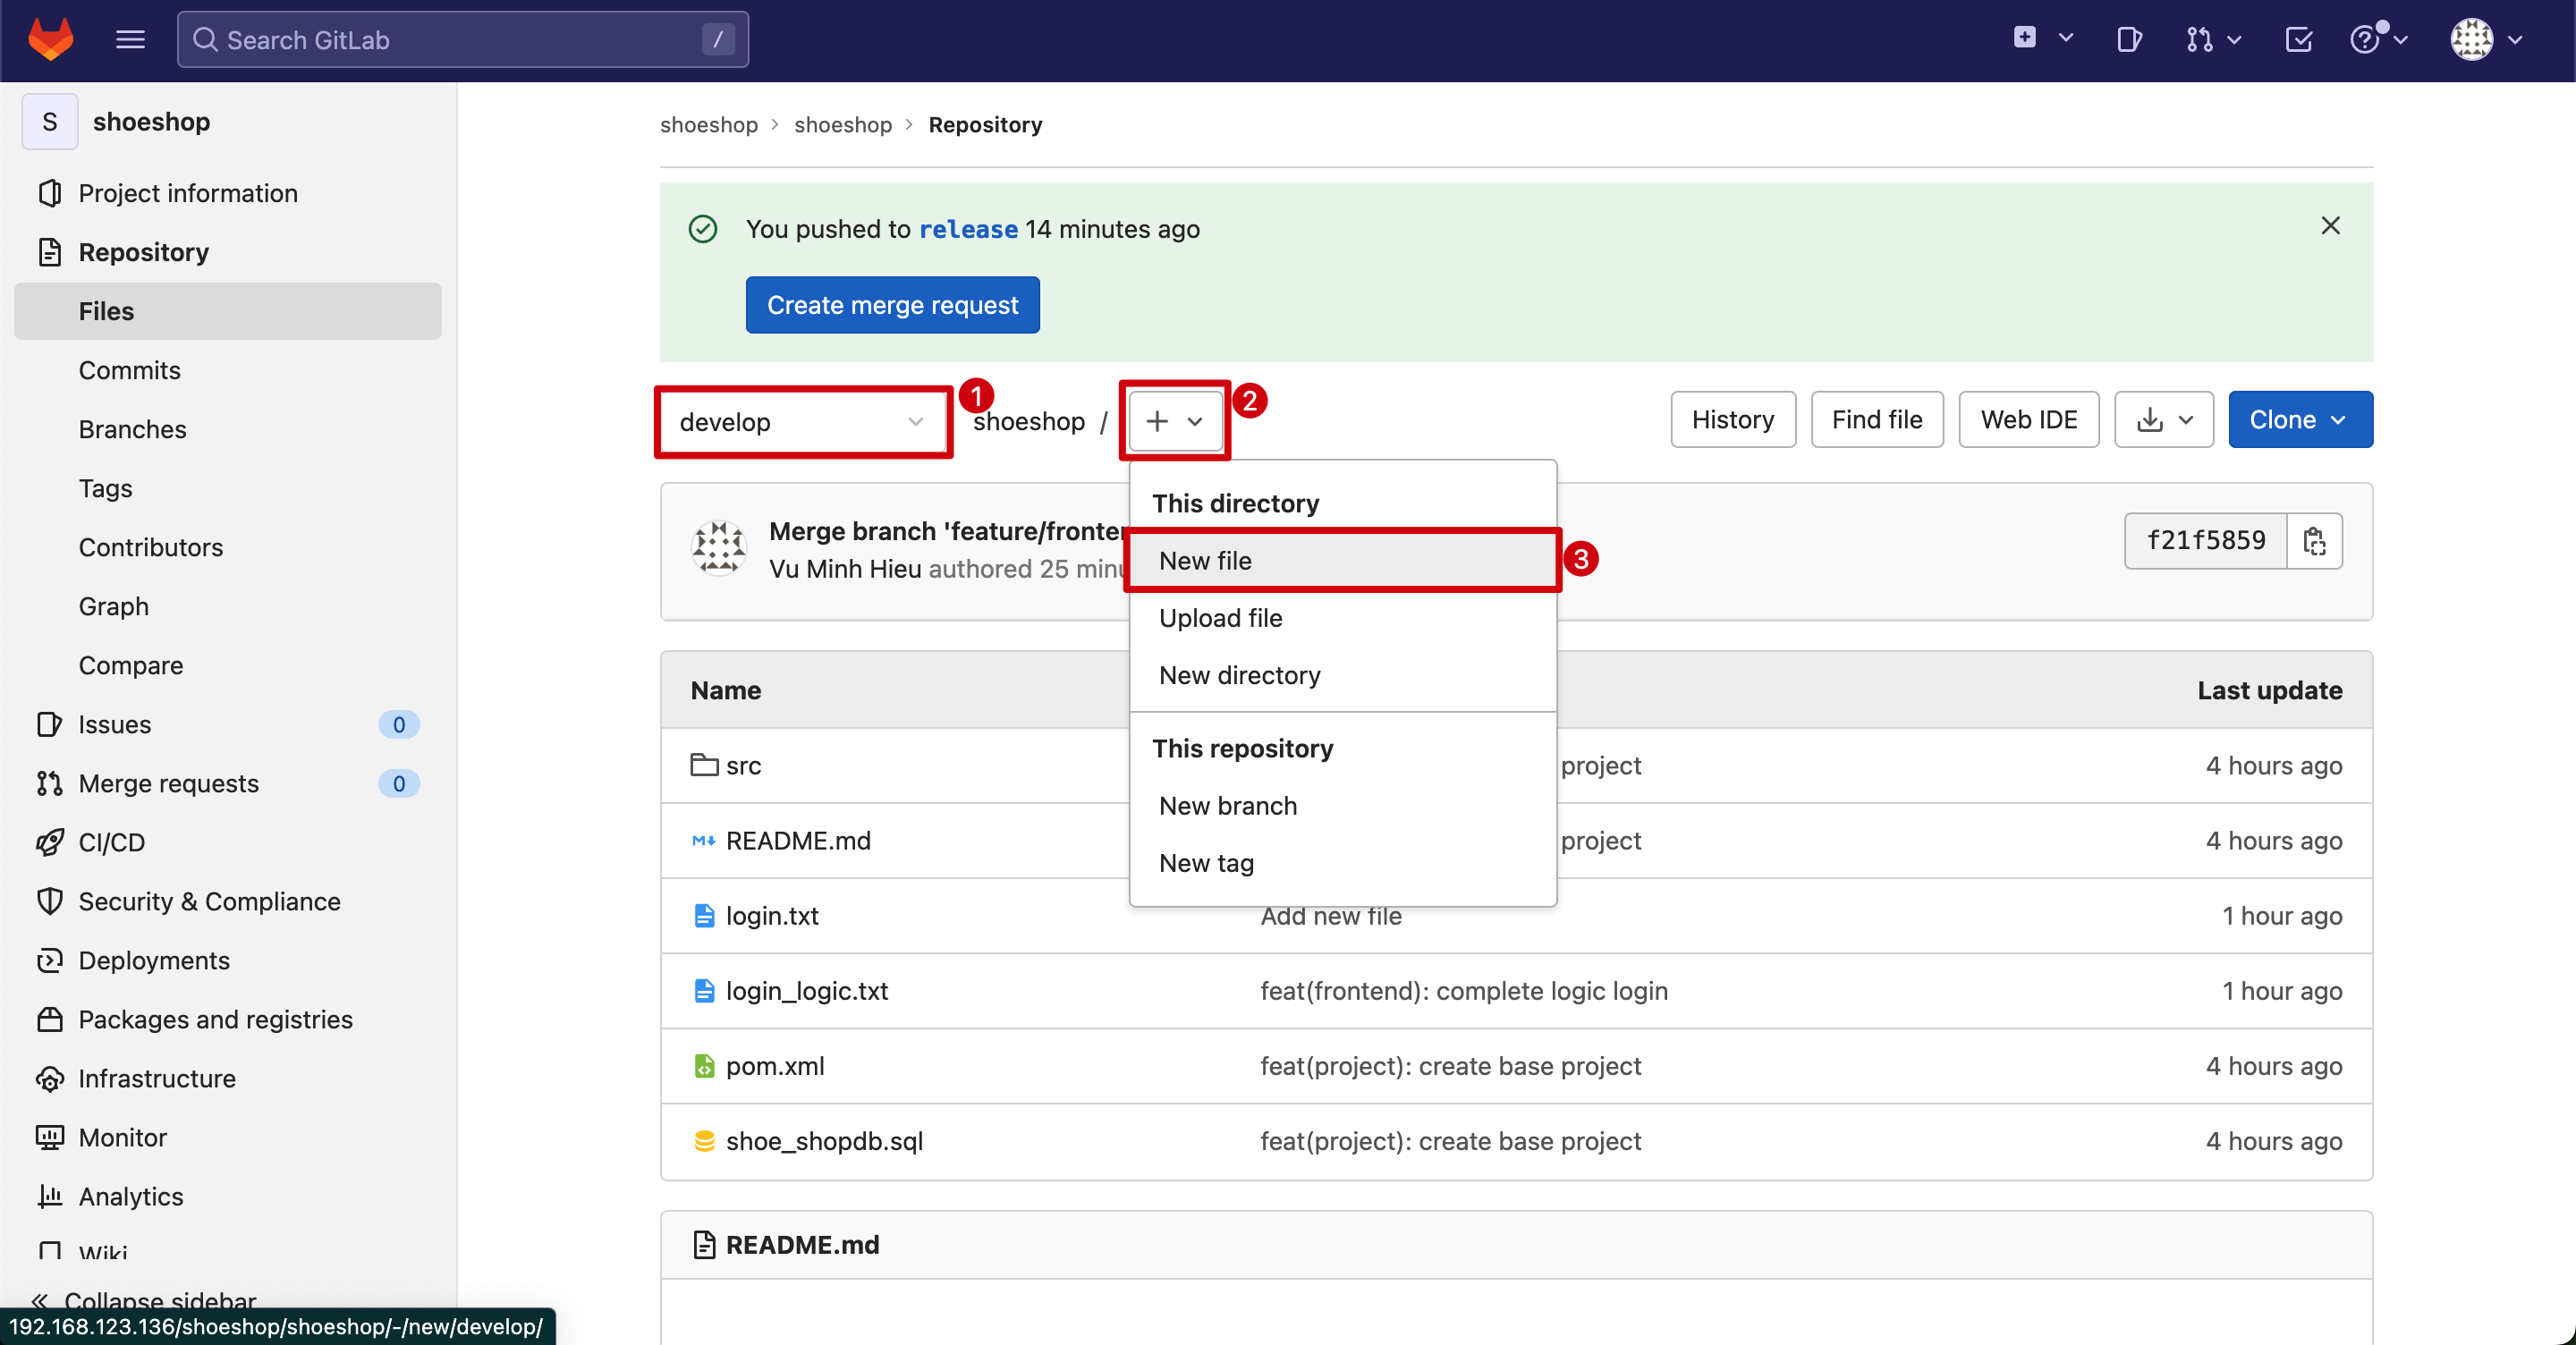 Search GitLab /
S shoeshop
Project information
Repository
Files
Commits
Branches
Tags
Contributors
Graph
Compare
Issues 0
Merge requests 0
CI/CD
Security & Compliance
Deployments
Packages and registries
Infrastructure
Monitor
Analytics
Wiki
Collapse sidebar
192.168.123.136/shoeshop/shoeshop/-/new/develop/
shoeshop > shoeshop > Repository
You pushed to release 14 minutes ago
Create merge request
develop 1 shoeshop / + 2
History Find file Web IDE Clone
Merge branch 'feature/fronten
Vu Minh Hieu authored 25 minu
f21f5859
This directory
New file 3
Upload file
New directory
This repository
New branch
New tag
Name Last update
src project 4 hours ago
README.md project 4 hours ago
login.txt Add new file 1 hour ago
login_logic.txt feat(frontend): complete logic login 1 hour ago
pom.xml feat(project): create base project 4 hours ago
shoe_shopdb.sql feat(project): create base project 4 hours ago
README.md